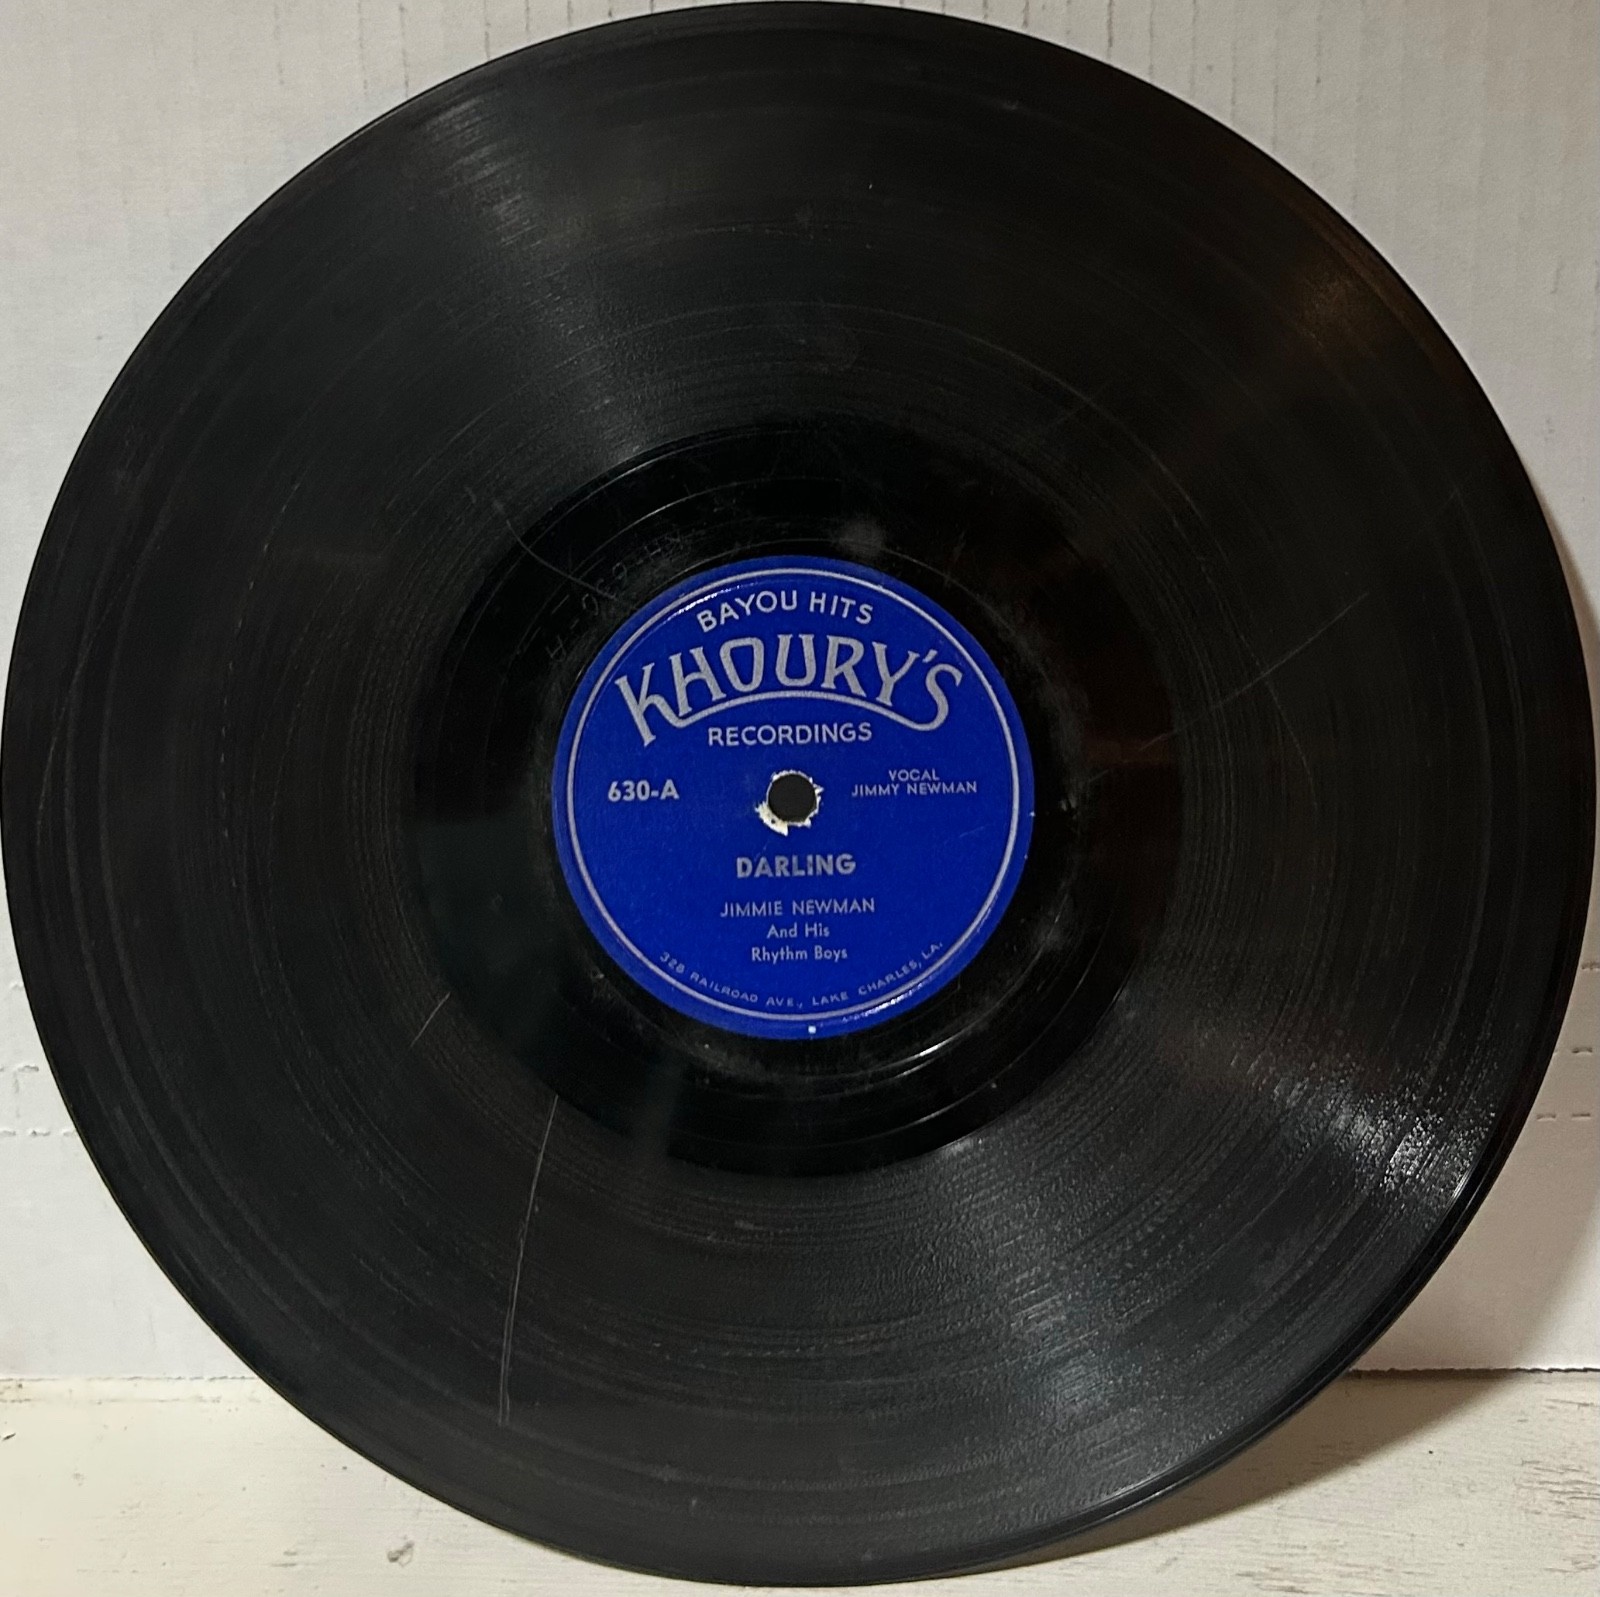 BAYOU HITS
KHOURY'S
RECORDINGS
630-A
VOCAL
JIMMY NEWMAN
DARLING
JIMMIE NEWMAN
And His
Rhythm Boys
328 RAILROAD AVE., LAKE CHARLES, LA.